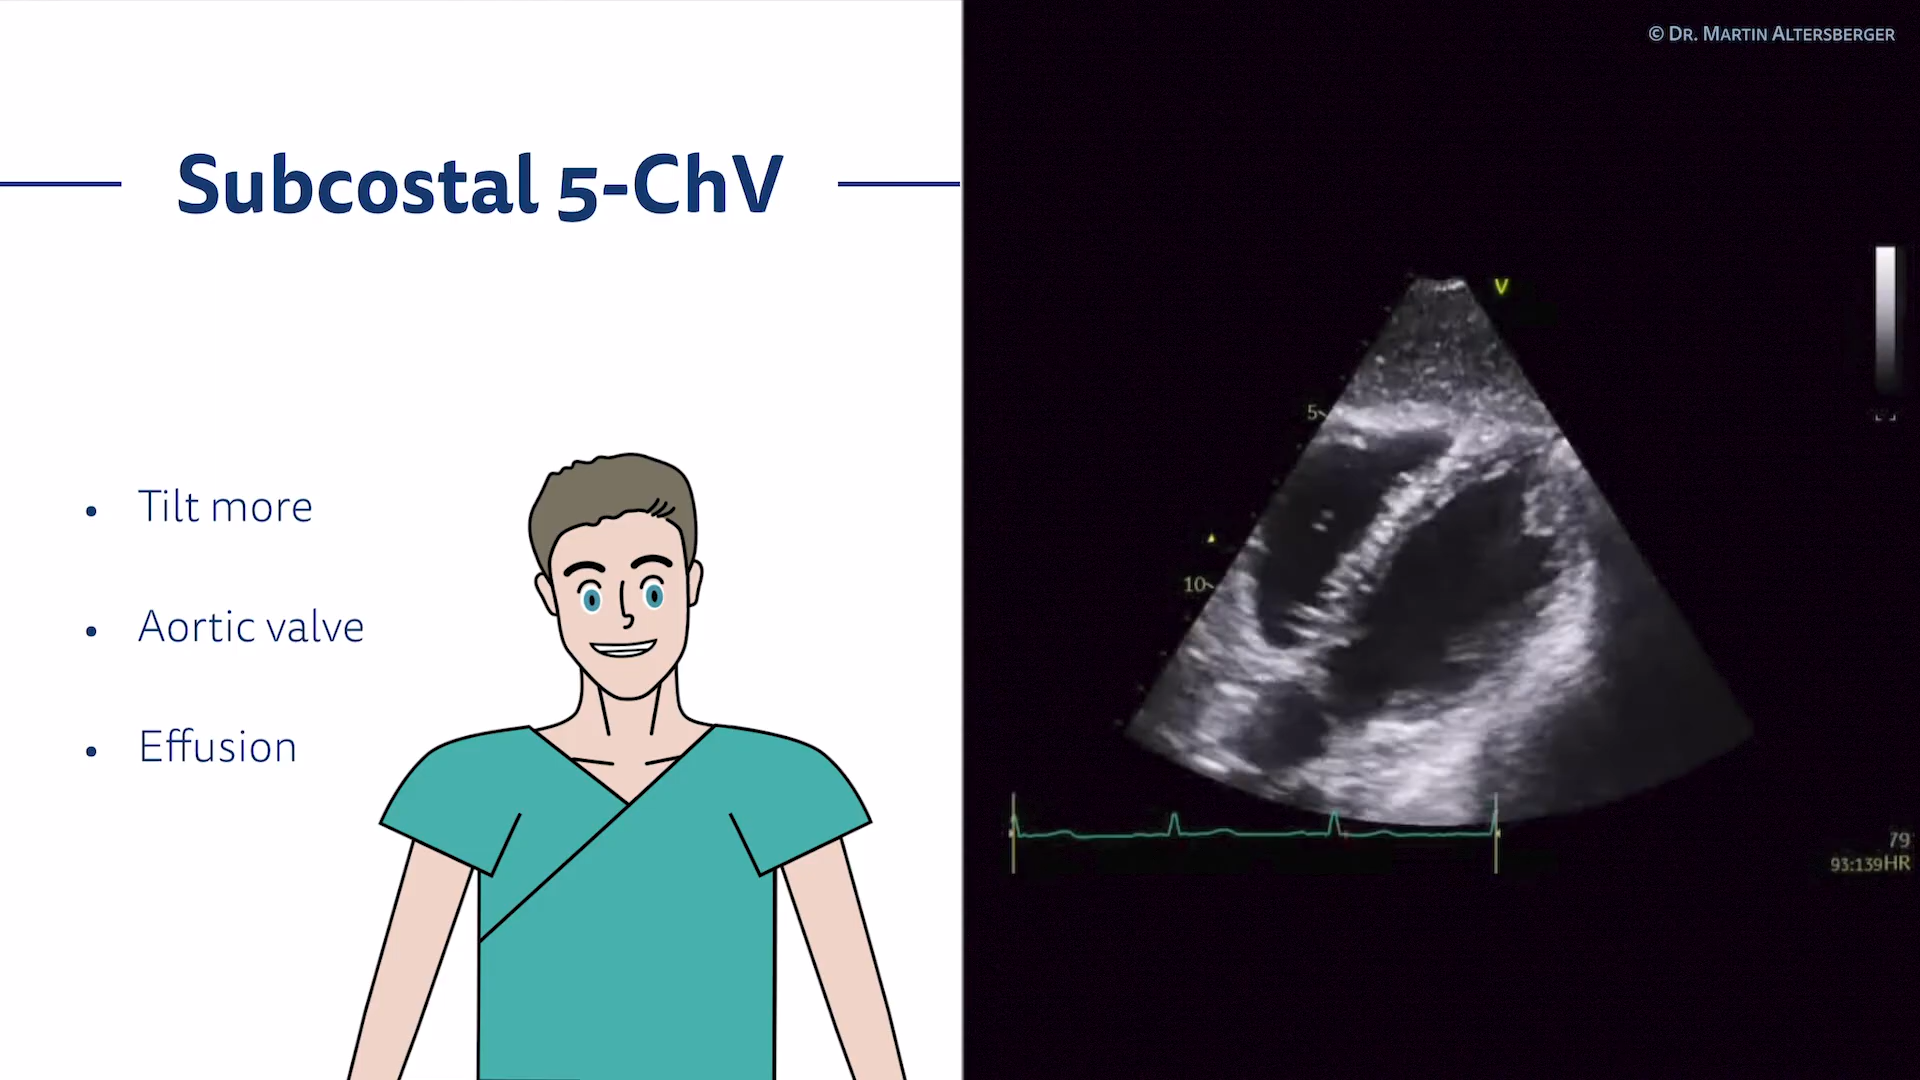 © DR. MARTIN ALTERSBERGER
Subcostal 5-ChV
• Tilt more
• Aortic valve
• Effusion
V
5
10
79
93:139HR